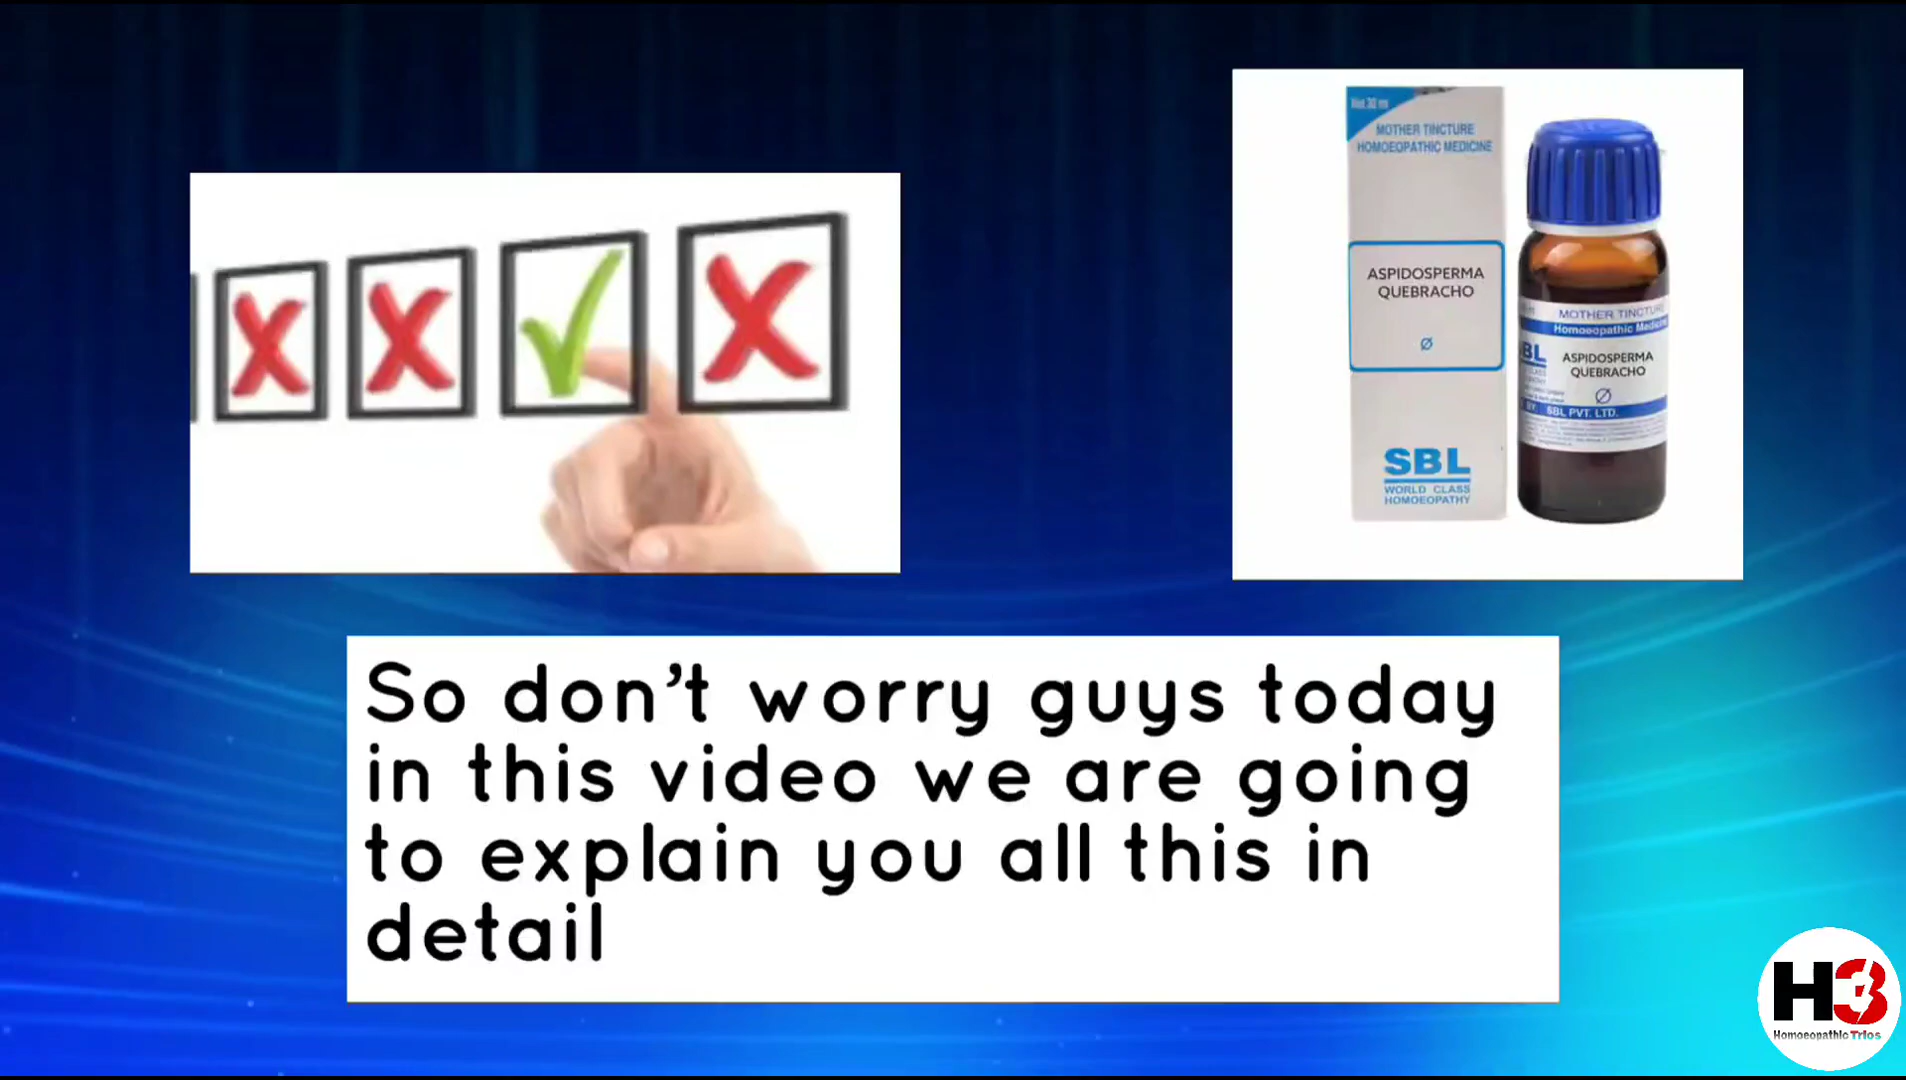 MOTHER TINCTURE
HOMOEOPATHIC MEDICINE
ASPIDOSPERMA
QUEBRACHO
Ø
SBL
WORLD CLASS
HOMOEOPATHY
MOTHER TINCTURE
Homoeopathic Medicine
ASPIDOSPERMA
QUEBRACHO
Ø
SBL PVT. LTD.
So don't worry guys today
in this video we are going
to explain you all this in
detail
H3
Homoeopathic Trios